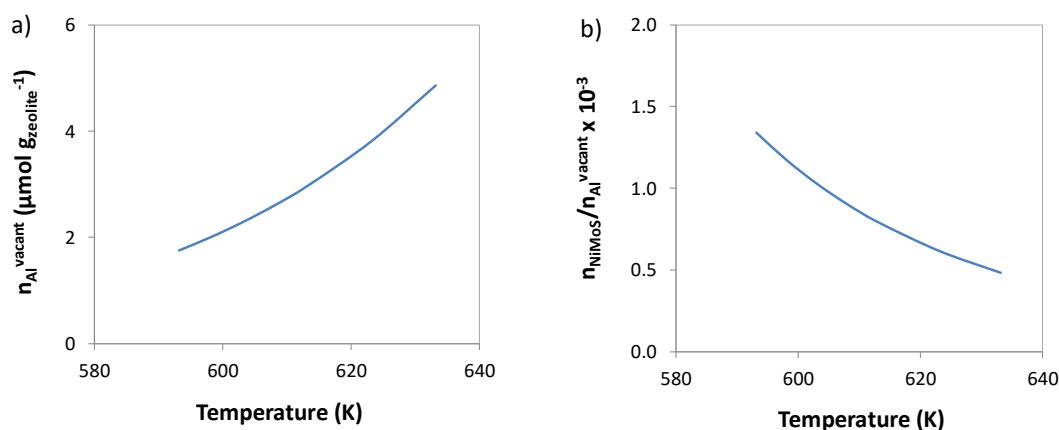 a)
n_Al^vacant (μmol g_zeolite^-1)
6
4
2
0
580 600 620 640
Temperature (K)
b)
n_NiMoS/n_Al^vacant x 10^-3
2.0
1.5
1.0
0.5
0.0
580 600 620 640
Temperature (K)